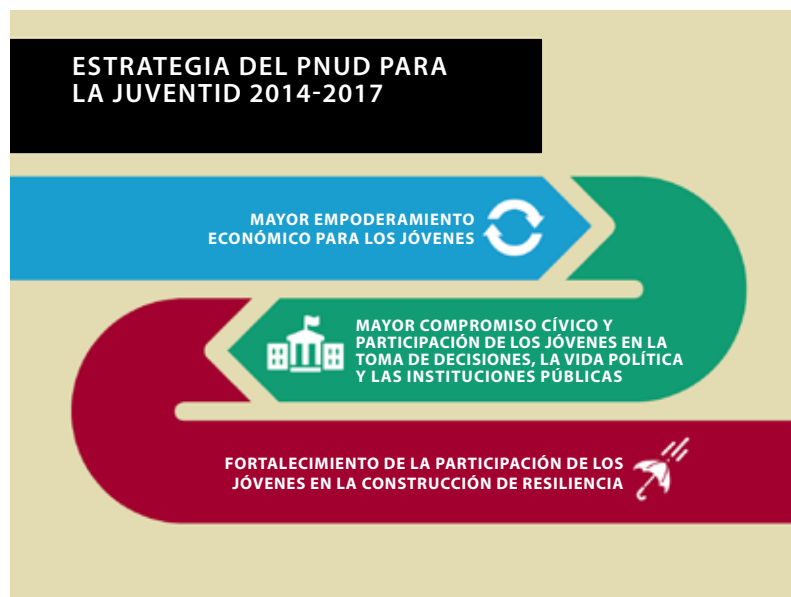 ESTRATEGIA DEL PNUD PARA
LA JUVENTID 2014-2017
MAYOR EMPODERAMIENTO
ECONÓMICO PARA LOS JÓVENES
MAYOR COMPROMISO CÍVICO Y
PARTICIPACIÓN DE LOS JÓVENES EN LA
TOMA DE DECISIONES, LA VIDA POLÍTICA
Y LAS INSTITUCIONES PÚBLICAS
FORTALECIMIENTO DE LA PARTICIPACIÓN DE LOS
JÓVENES EN LA CONSTRUCCIÓN DE RESILIENCIA